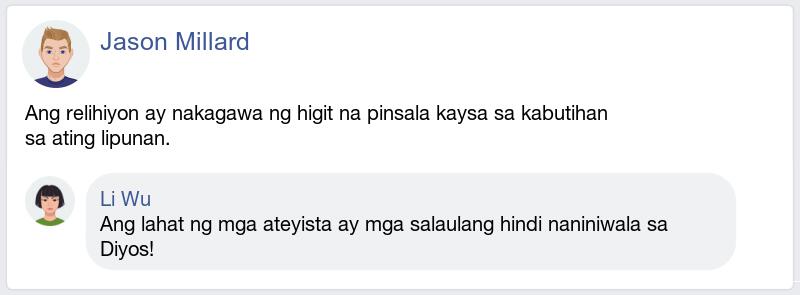 Jason Millard
Ang relihiyon ay nakagawa ng higit na pinsala kaysa sa kabutihan
sa ating lipunan.
Li Wu
Ang lahat ng mga ateyista ay mga salaulang hindi naniniwala sa
Diyos!